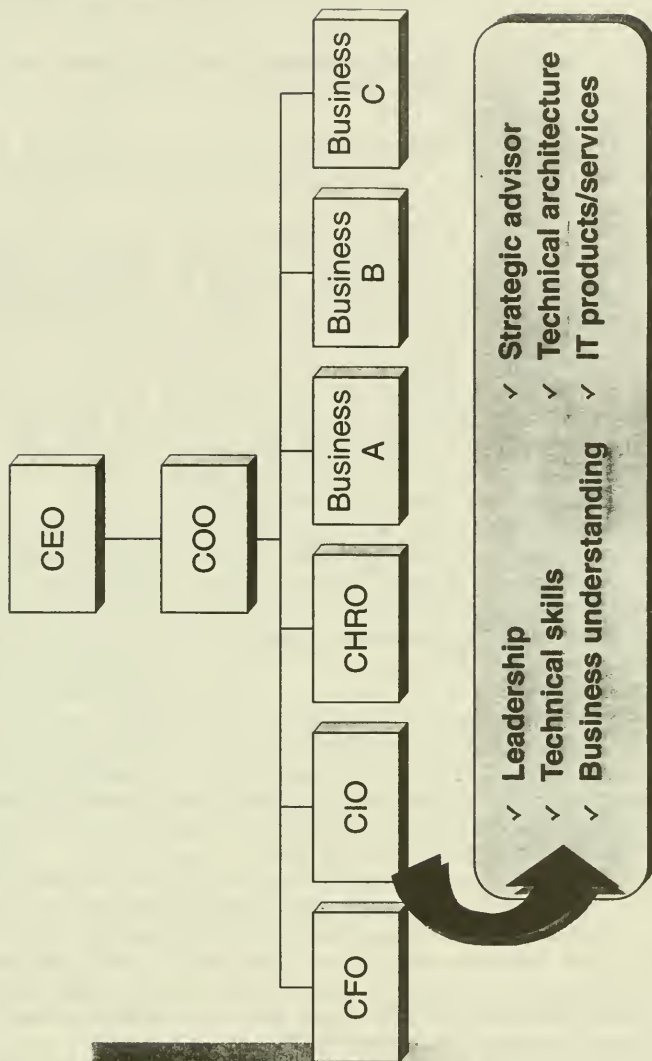 CEO
COO
CFO
CIO
CHRO
Business
A
Business
B
Business
C
✓ Leadership
✓ Technical skills
✓ Business understanding
✓ Strategic advisor
✓ Technical architecture
✓ IT products/services